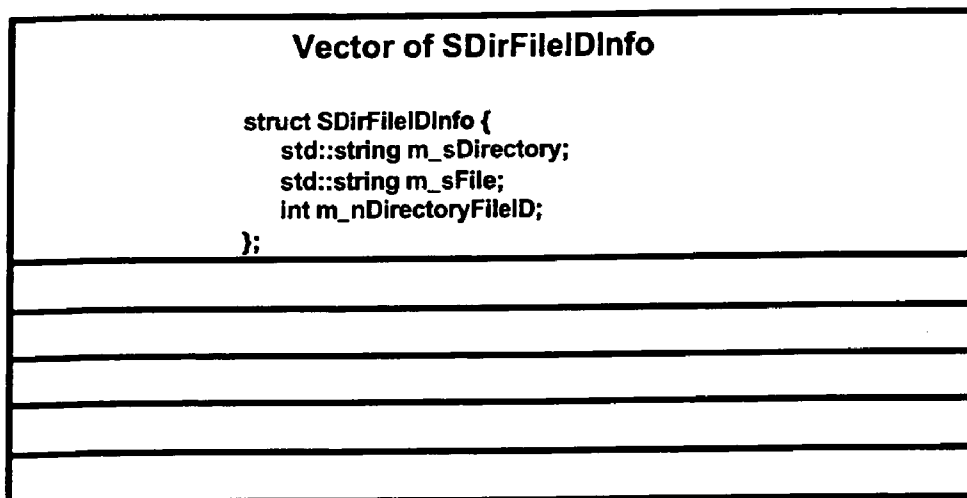 Vector of SDirFileIDInfo
struct SDirFileIDInfo {
std::string m_sDirectory;
std::string m_sFile;
int m_nDirectoryFileID;
};